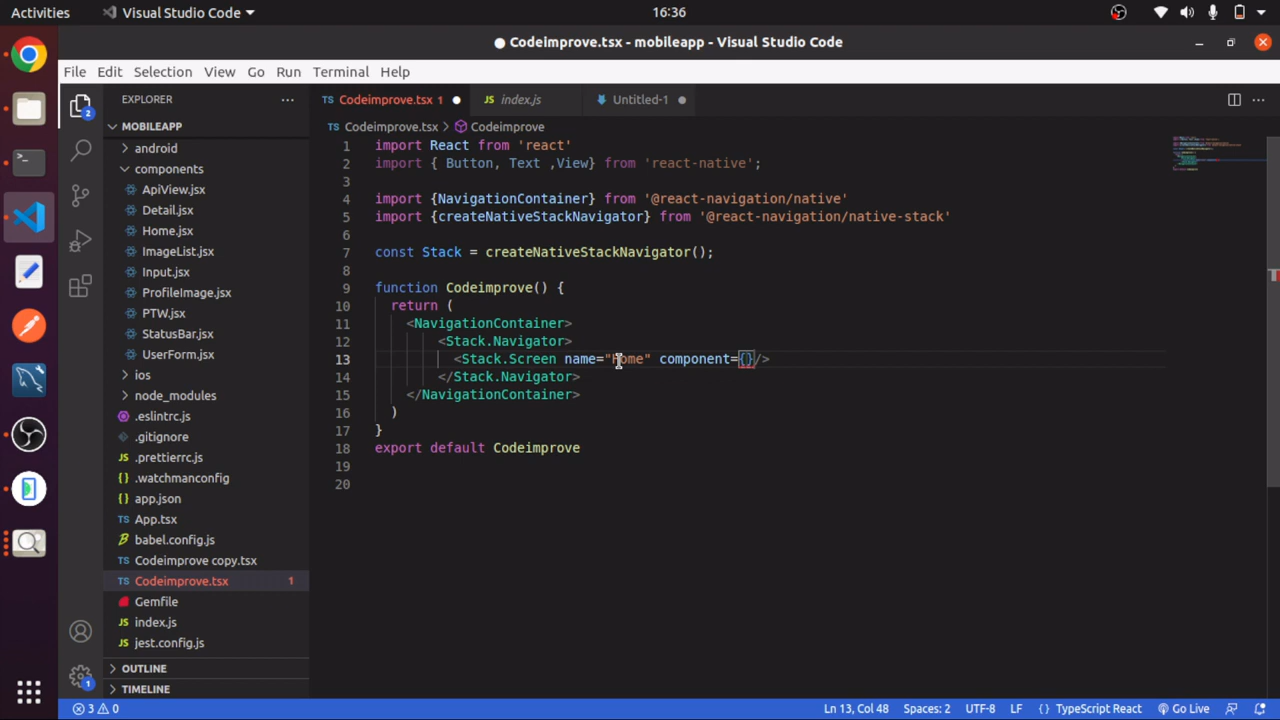 Activities Visual Studio Code 16:36
Codeimprove.tsx - mobileapp - Visual Studio Code
File Edit Selection View Go Run Terminal Help
EXPLORER
MOBILEAPP
android
components
ApiView.jsx
Detail.jsx
Home.jsx
ImageList.jsx
Input.jsx
ProfileImage.jsx
PTW.jsx
StatusBar.jsx
UserForm.jsx
ios
node_modules
.eslintrc.js
.gitignore
.prettierrc.js
.watchmanconfig
app.json
App.tsx
babel.config.js
Codeimprove copy.tsx
Codeimprove.tsx 1
Gemfile
index.js
jest.config.js
OUTLINE
TIMELINE
2
1
TS Codeimprove.tsx 1 JS index.js Untitled-1
TS Codeimprove.tsx > Codeimprove
1 import React from 'react'
2 import { Button, Text ,View} from 'react-native';
3
4 import {NavigationContainer} from '@react-navigation/native'
5 import {createNativeStackNavigator} from '@react-navigation/native-stack'
6
7 const Stack = createNativeStackNavigator();
8
9 function Codeimprove() {
10 return (
11 <NavigationContainer>
12 <Stack.Navigator>
13 <Stack.Screen name="Home" component={}/>
14 </Stack.Navigator>
15 </NavigationContainer>
16 )
17 }
18 export default Codeimprove
19
20
3 0 Ln 13, Col 48 Spaces: 2 UTF-8 LF {} TypeScript React Go Live